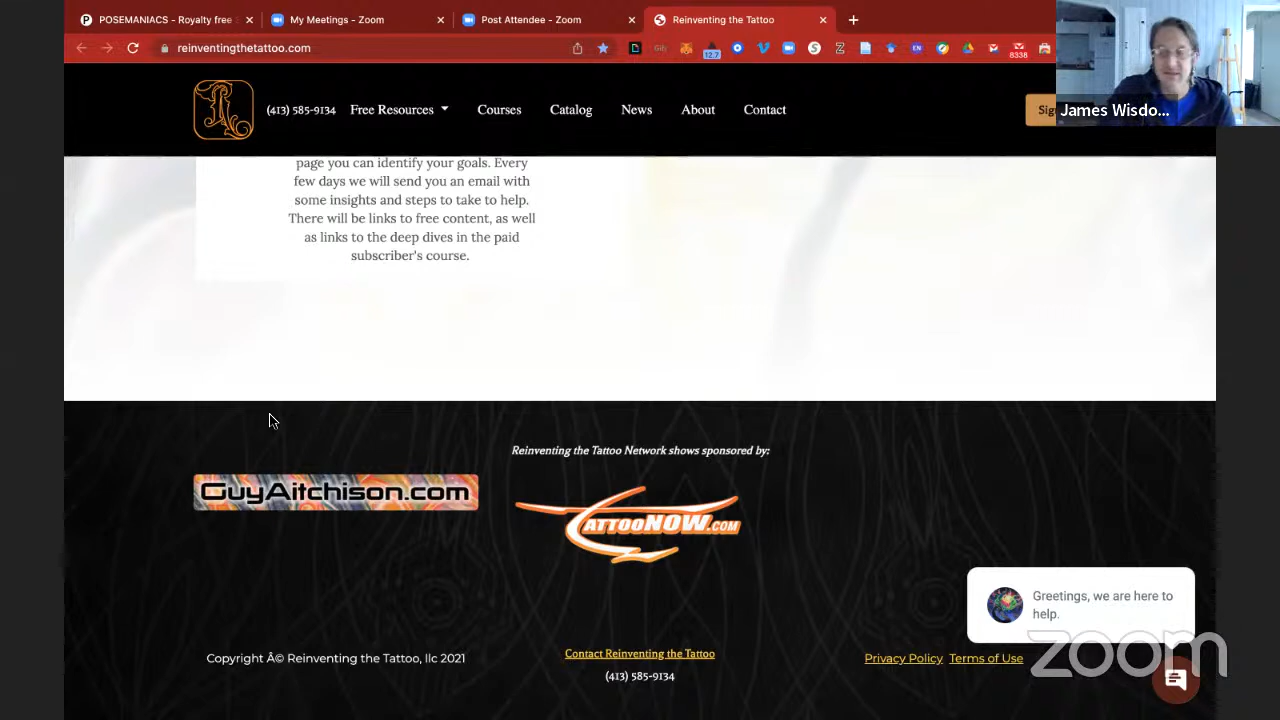 POSEMANIACS - Royalty free
My Meetings - Zoom
Post Attendee - Zoom
Reinventing the Tattoo
reinventingthetattoo.com
12.7
EN
8338
(413) 585-9134
Free Resources
Courses
Catalog
News
About
Contact
James Wisdo...
page you can identify your goals. Every
few days we will send you an email with
some insights and steps to take to help.
There will be links to free content, as well
as links to the deep dives in the paid
subscriber's course.
Reinventing the Tattoo Network shows sponsored by:
GuyAitchison.com
TATTOONOW.COM
Greetings, we are here to
help.
Copyright Â© Reinventing the Tattoo, llc 2021
Contact Reinventing the Tattoo
(413) 585-9134
Privacy Policy Terms of Use
zoom